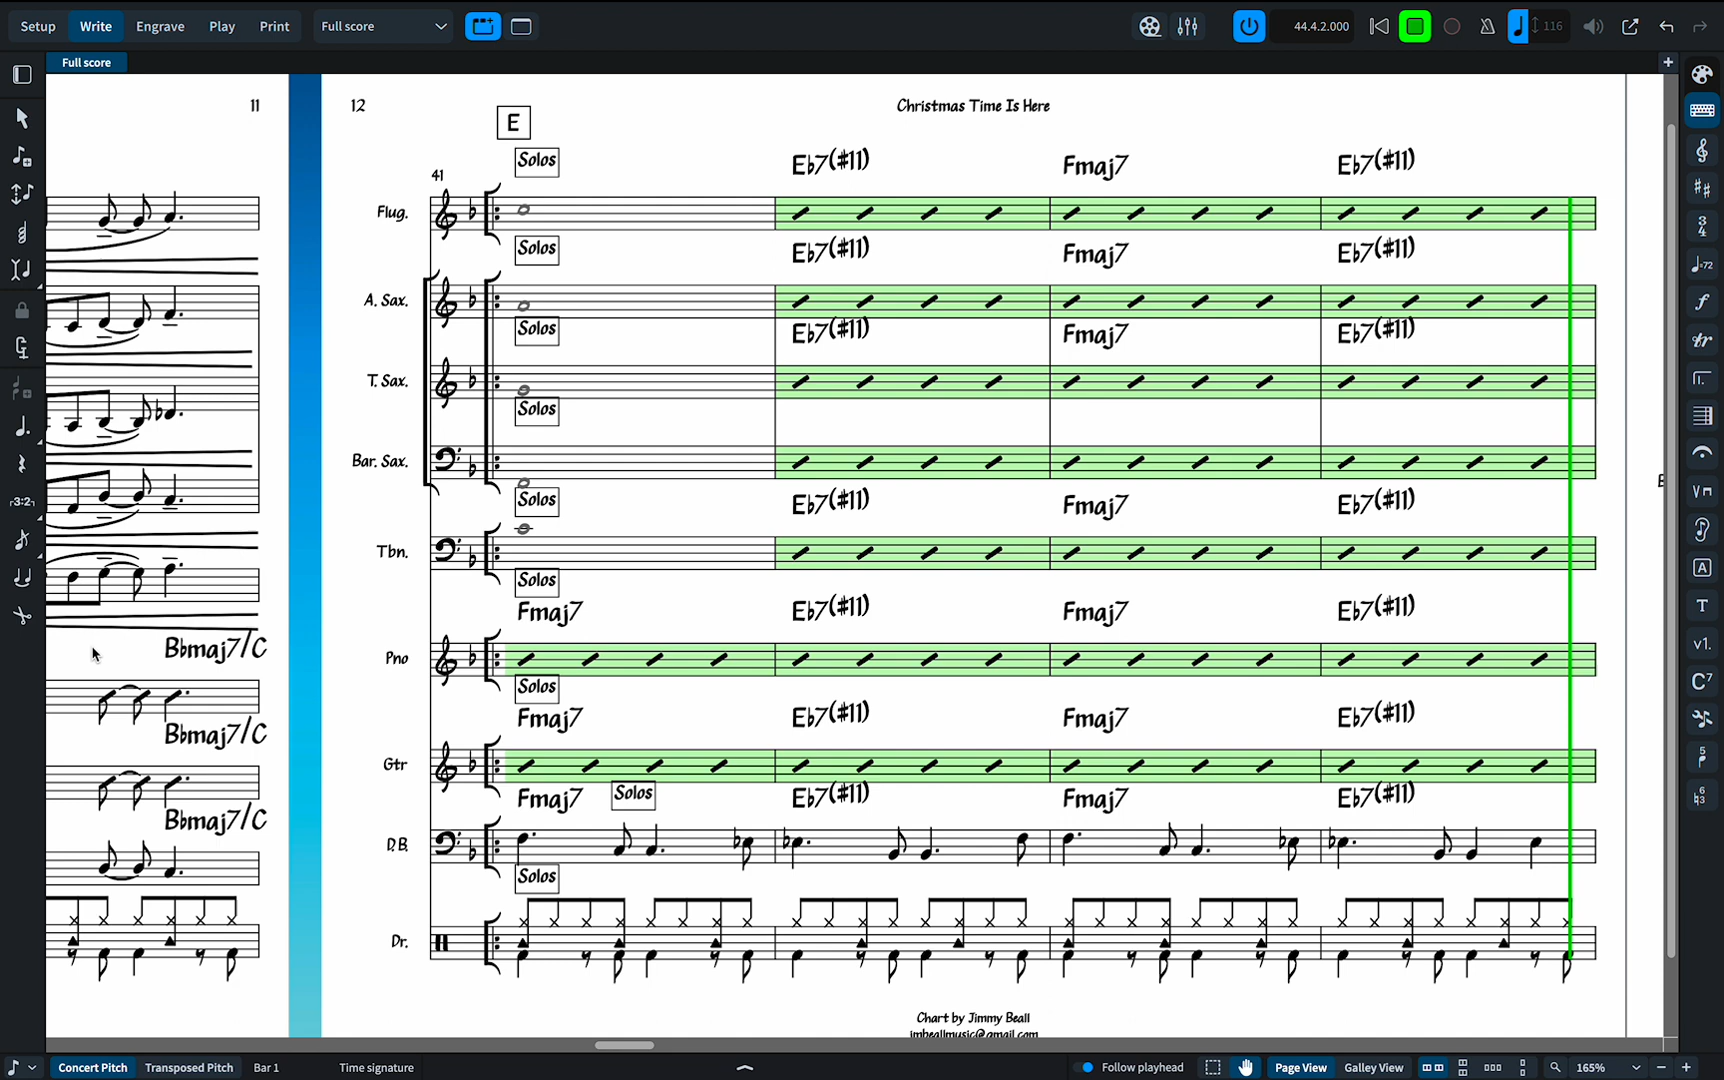 Setup Write Engrave Play Print Full score 44.4.2.000 116
Full score
11 12 Christmas Time Is Here
E
Solos Eb7(#11) Fmaj7 Eb7(#11)
41
Flug.
Solos Eb7(#11) Fmaj7 Eb7(#11)
A. Sax.
Solos Eb7(#11) Fmaj7 Eb7(#11)
T. Sax.
Solos
Bar. Sax.
Solos Eb7(#11) Fmaj7 Eb7(#11)
Tbn.
Solos
Fmaj7 Eb7(#11) Fmaj7 Eb7(#11)
Bbmaj7/C
Pno
Solos
Fmaj7 Eb7(#11) Fmaj7 Eb7(#11)
Bbmaj7/C
Gtr
Fmaj7 Solos Eb7(#11) Fmaj7 Eb7(#11)
Bbmaj7/C
D.B.
Solos
Dr.
Chart by Jimmy Beall
jmbeallmusic@gmail.com
Concert Pitch Transposed Pitch Bar 1 Time signature Follow playhead Page View Galley View 165%